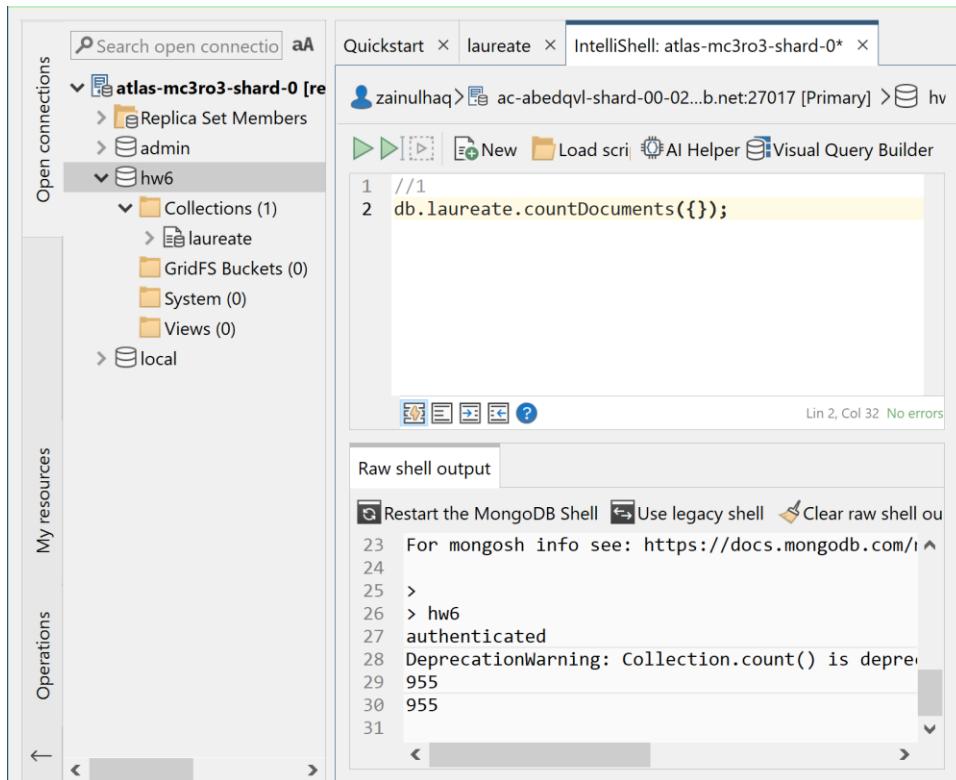 Open connections
My resources
Operations
Search open connectio aA
atlas-mc3ro3-shard-0 [re
Replica Set Members
admin
hw6
Collections (1)
laureate
GridFS Buckets (0)
System (0)
Views (0)
local
Quickstart × laureate × IntelliShell: atlas-mc3ro3-shard-0* ×
zainulhaq > ac-abedqvl-shard-00-02...b.net:27017 [Primary] > hw
New Load scri AI Helper Visual Query Builder
1 //1
2 db.laureate.countDocuments({});
Lin 2, Col 32 No errors
Raw shell output
Restart the MongoDB Shell Use legacy shell Clear raw shell ou
23 For mongosh info see: https://docs.mongodb.com/
24
25 >
26 > hw6
27 authenticated
28 DeprecationWarning: Collection.count() is depre
29 955
30 955
31